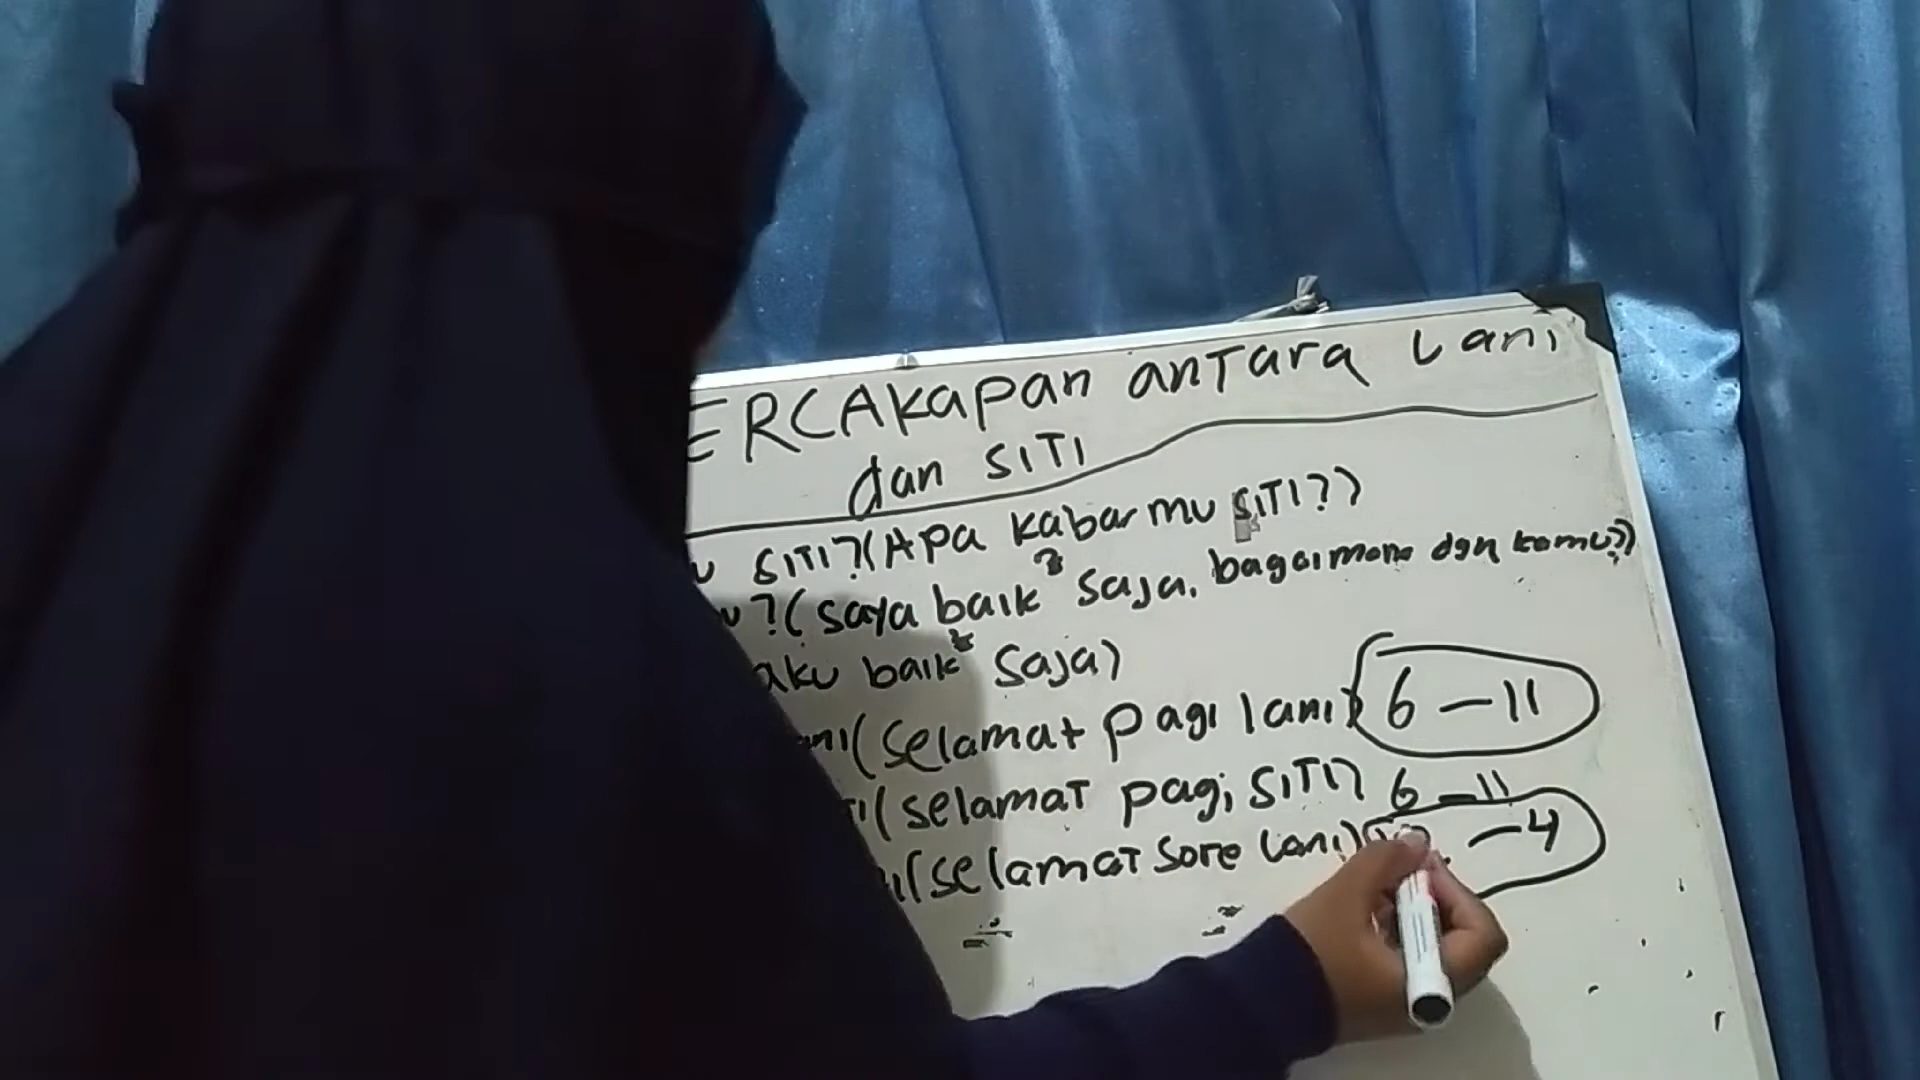 ERCAKAPAN ANTARA LANI
dan SITI
SITI?(APA kabarmu SITI?)
?(saya baik² saja. bagaimana dgn kamu?)
aku baik² saja)
(selamat pagi lani) 6 - 11
(selamat pagi SITI) 6 - 11
(selamat sore lani) - 4